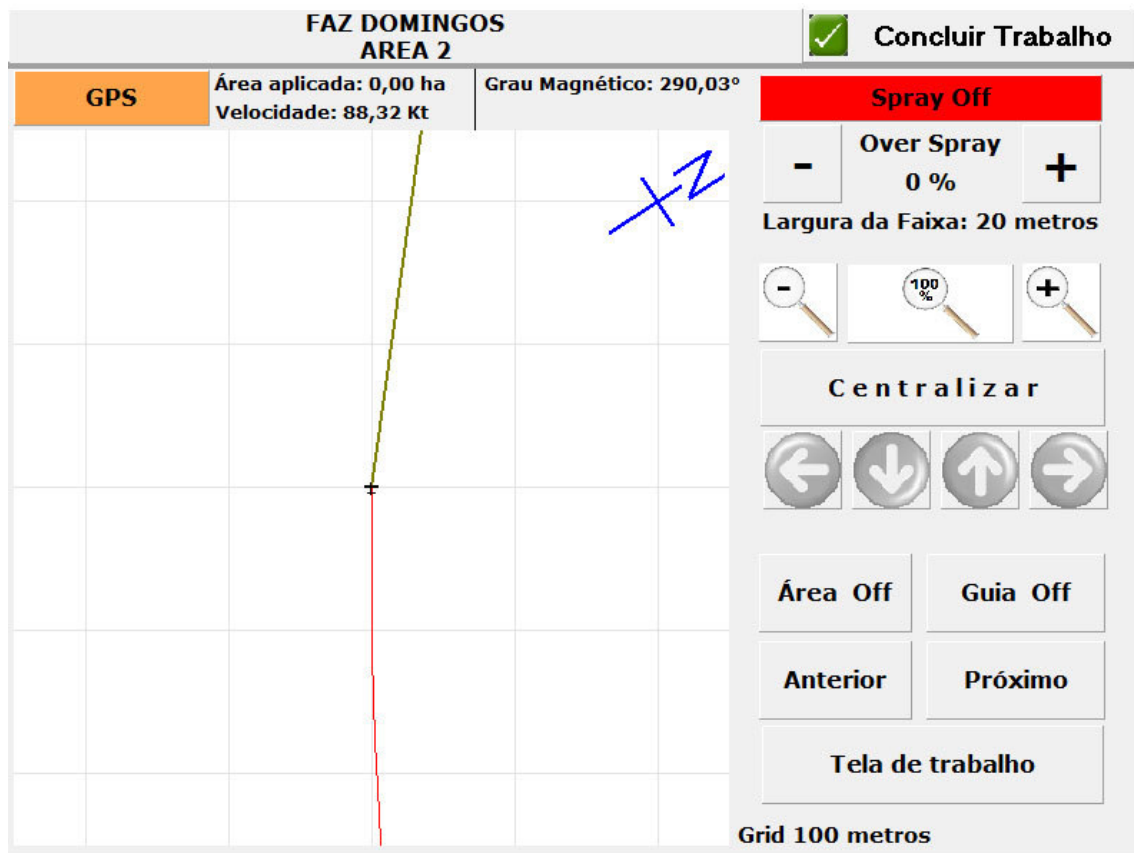 FAZ DOMINGOS
AREA 2
Concluir Trabalho
GPS
Área aplicada: 0,00 ha
Velocidade: 88,32 Kt
Grau Magnético: 290,03°
Spray Off
-
Over Spray
0 %
+
Largura da Faixa: 20 metros
N
-
100
%
+
Centralizar
Área Off
Guia Off
Anterior
Próximo
Tela de trabalho
Grid 100 metros